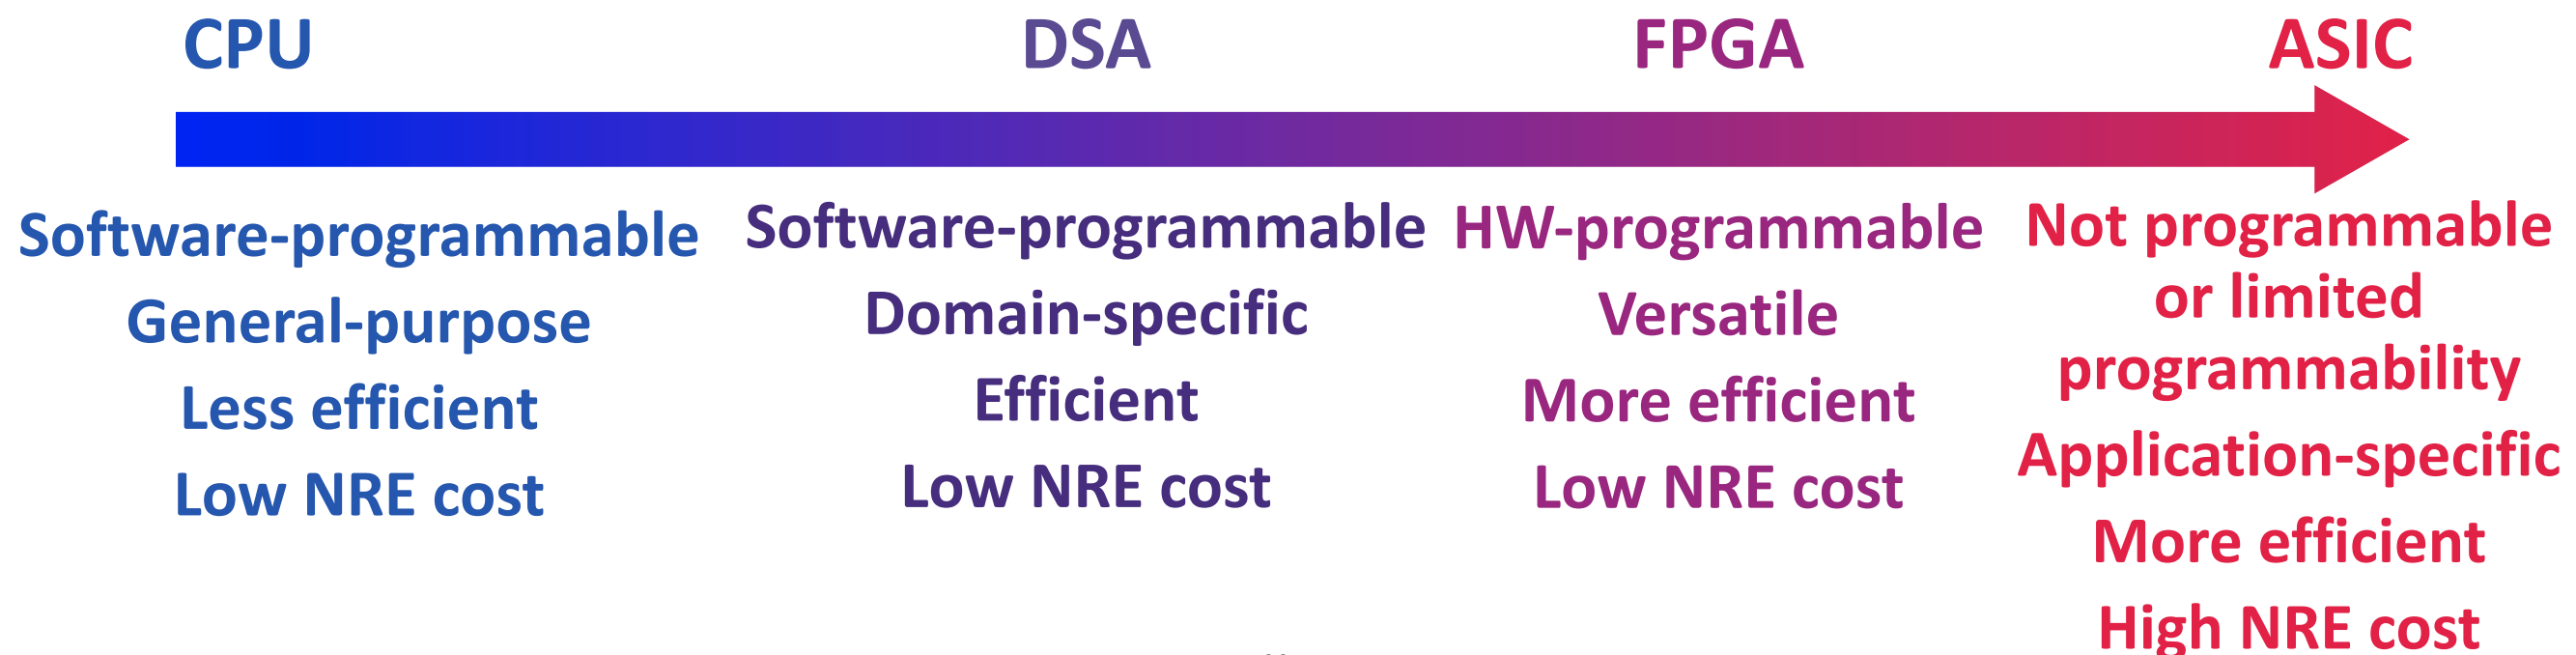 CPU
DSA
FPGA
ASIC
Software-programmable
General-purpose
Less efficient
Low NRE cost
Software-programmable
Domain-specific
Efficient
Low NRE cost
HW-programmable
Versatile
More efficient
Low NRE cost
Not programmable
or limited
programmability
Application-specific
More efficient
High NRE cost